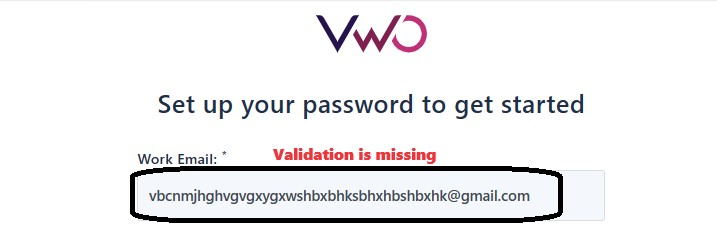 VWO
Set up your password to get started
Validation is missing
Work Email: *
vbcnmjhghvgvgxygxwshbxbhksbhxhbshbxhk@gmail.com